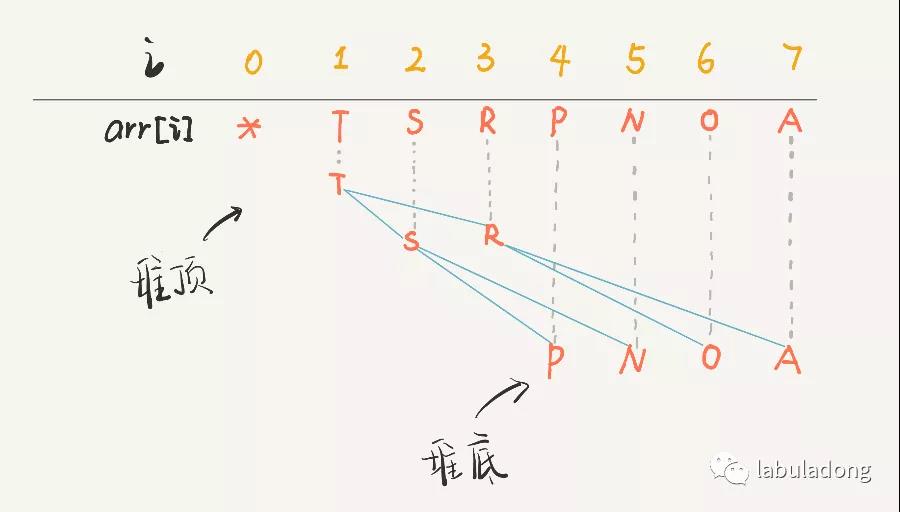 i 0 1 2 3 4 5 6 7
arr[i] * T S R P N O A
T
S R
堆顶
P N O A
堆底
labuladong